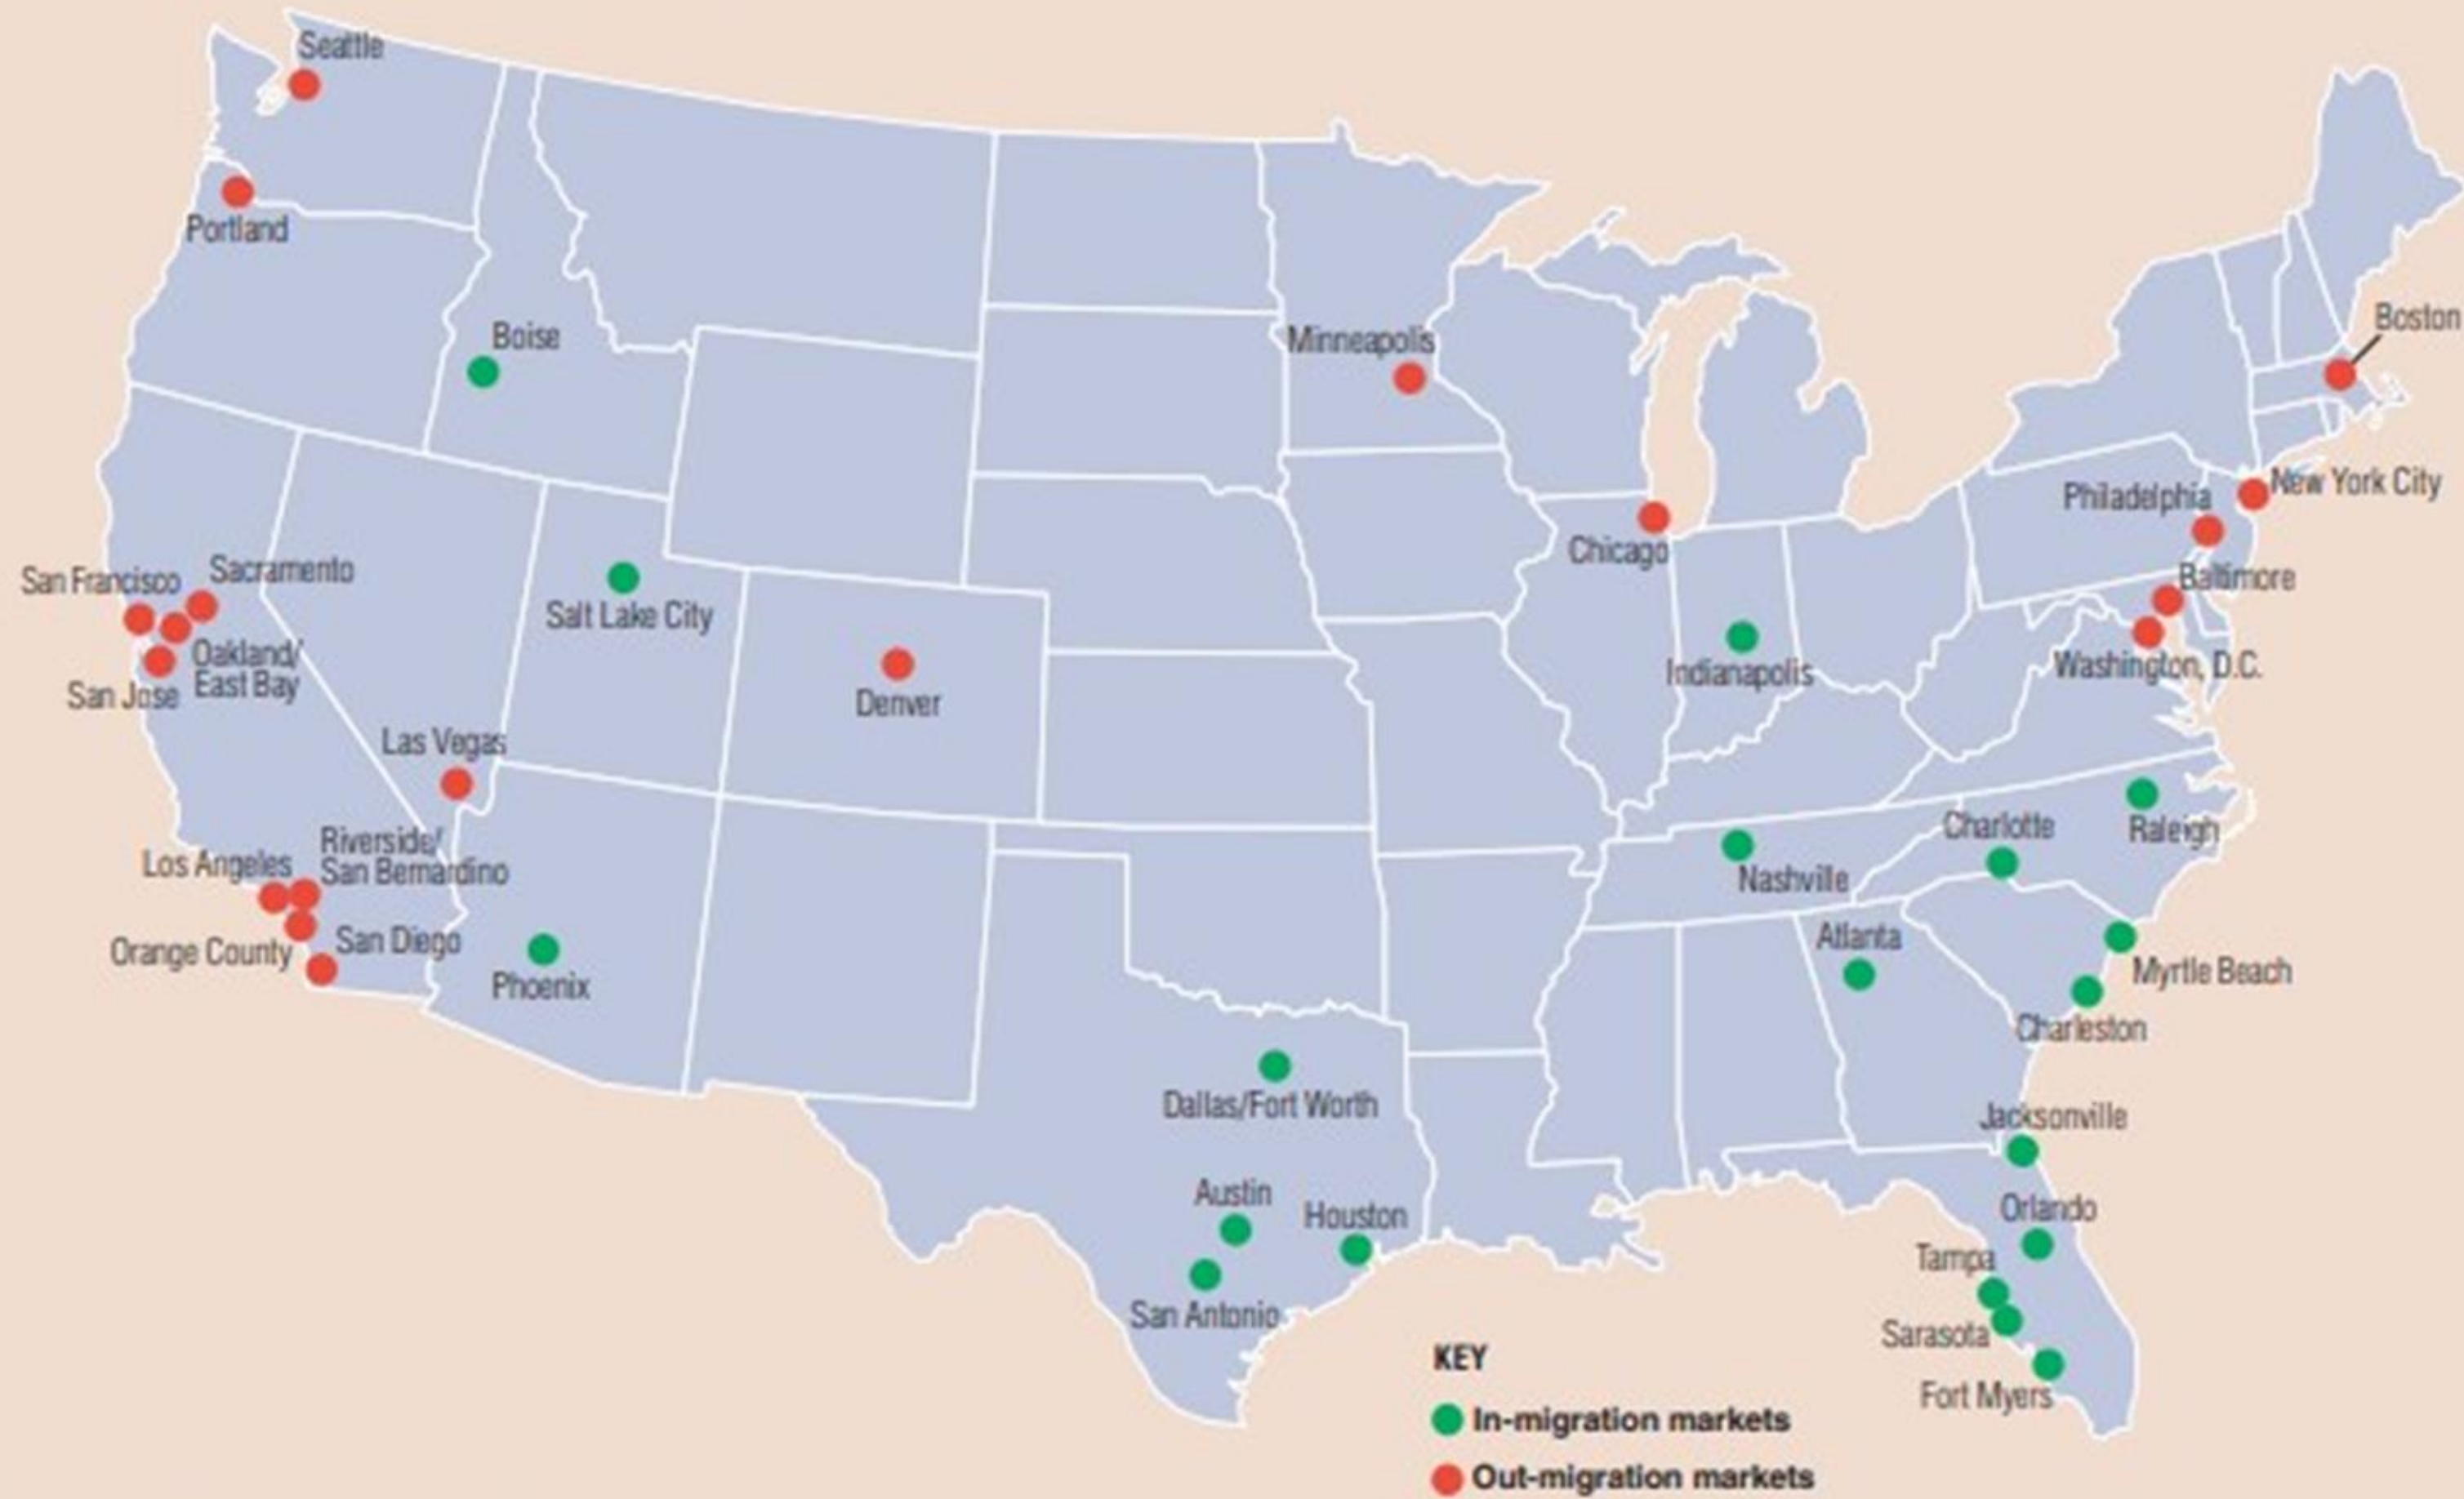 Seattle
Portland
Boise
Minneapolis
Boston
New York City
Philadelphia
Chicago
Baltimore
San Francisco
Sacramento
Salt Lake City
Oakland/
East Bay
San Jose
Denver
Indianapolis
Washington, D.C.
Las Vegas
Riverside/
San Bernardino
Los Angeles
Charlotte
Raleigh
Nashville
Orange County
San Diego
Phoenix
Atlanta
Myrtle Beach
Charleston
Dallas/Fort Worth
Jacksonville
Austin
Houston
Orlando
Tampa
San Antonio
Sarasota
Fort Myers
KEY
In-migration markets
Out-migration markets